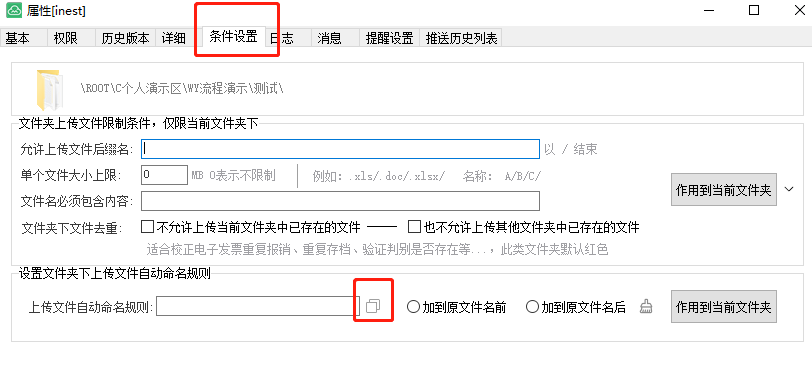 属性[inest]
基本 权限 历史版本 详细 条件设置 日志 消息 提醒设置 推送历史列表
\ROOT\C个人演示区\WY流程演示\测试\
文件夹上传文件限制条件，仅限当前文件夹下
允许上传文件后缀名: 以 / 结束
单个文件大小上限: 0 MB 0表示不限制 例如: .xls/.doc/.xlsx/ 名称: A/B/C/
作用到当前文件夹
文件名必须包含内容:
文件夹下文件去重: 不允许上传当前文件夹中已存在的文件 也不允许上传其他文件夹中已存在的文件
适合校正电子发票重复报销、重复存档、验证判别是否存在等...，此类文件夹默认红色
设置文件夹下上传文件自动命名规则
上传文件自动命名规则: 加到原文件名前 加到原文件名后 作用到当前文件夹